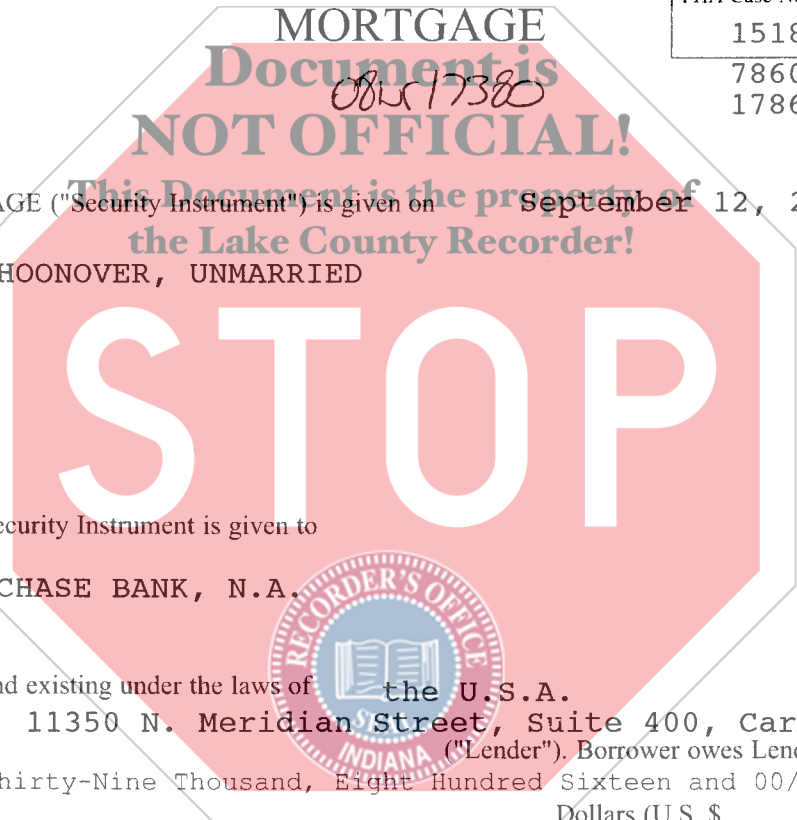 MORTGAGE
1518
Document is
08Wr17380
7860
NOT OFFICIAL!
1786
This Document is the property of
AGE ("Security Instrument") is given on September 12, 2
the Lake County Recorder!
HOONOVER, UNMARRIED
STOP
ecurity Instrument is given to
CHASE BANK, N.A.
RECORDER'S OFFICE
nd existing under the laws of the U.S.A.
11350 N. Meridian Street, Suite 400, Car
INDIANA
("Lender"). Borrower owes Lend
hirty-Nine Thousand, Eight Hundred Sixteen and 00/
Dollars (U.S. $